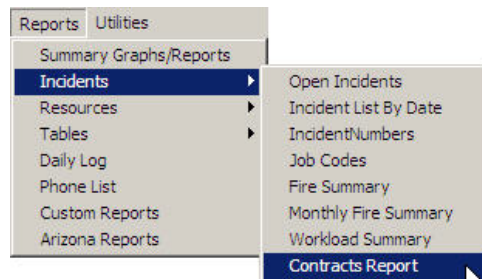 Reports Utilities
Summary Graphs/Reports
Incidents
Resources
Tables
Daily Log
Phone List
Custom Reports
Arizona Reports
Open Incidents
Incident List By Date
IncidentNumbers
Job Codes
Fire Summary
Monthly Fire Summary
Workload Summary
Contracts Report